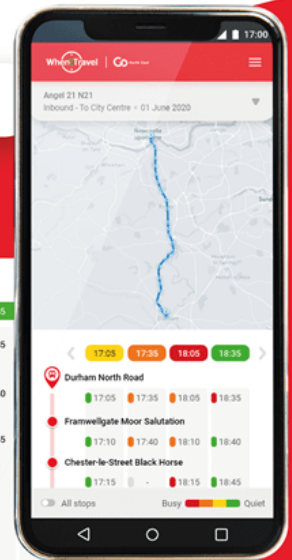 17:00
When Travel | Go North East
Angel 21 N21
Inbound - To City Centre • 01 June 2020
Newcastle
17:05 17:35 18:05 18:35
Durham North Road
17:05 17:35 18:05 18:35
Framwellgate Moor Salutation
17:10 17:40 18:10 18:40
Chester-le-Street Black Horse
17:15 - 18:15 18:45
All stops Busy Quiet